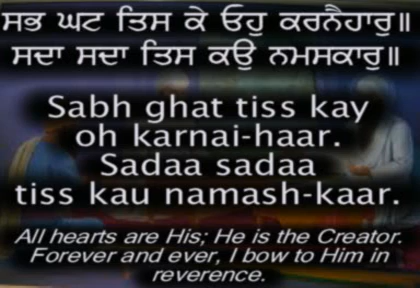 ਸਭ ਘਟ ਤਿਸ ਕੇ ਓਹੁ ਕਰਨੈਹਾਰੁ॥
ਸਦਾ ਸਦਾ ਤਿਸ ਕਉ ਨਮਸਕਾਰੁ॥
Sabh ghat tiss kay
oh karnai-haar.
Sadaa sadaa
tiss kau namash-kaar.
All hearts are His; He is the Creator.
Forever and ever, I bow to Him in
reverence.